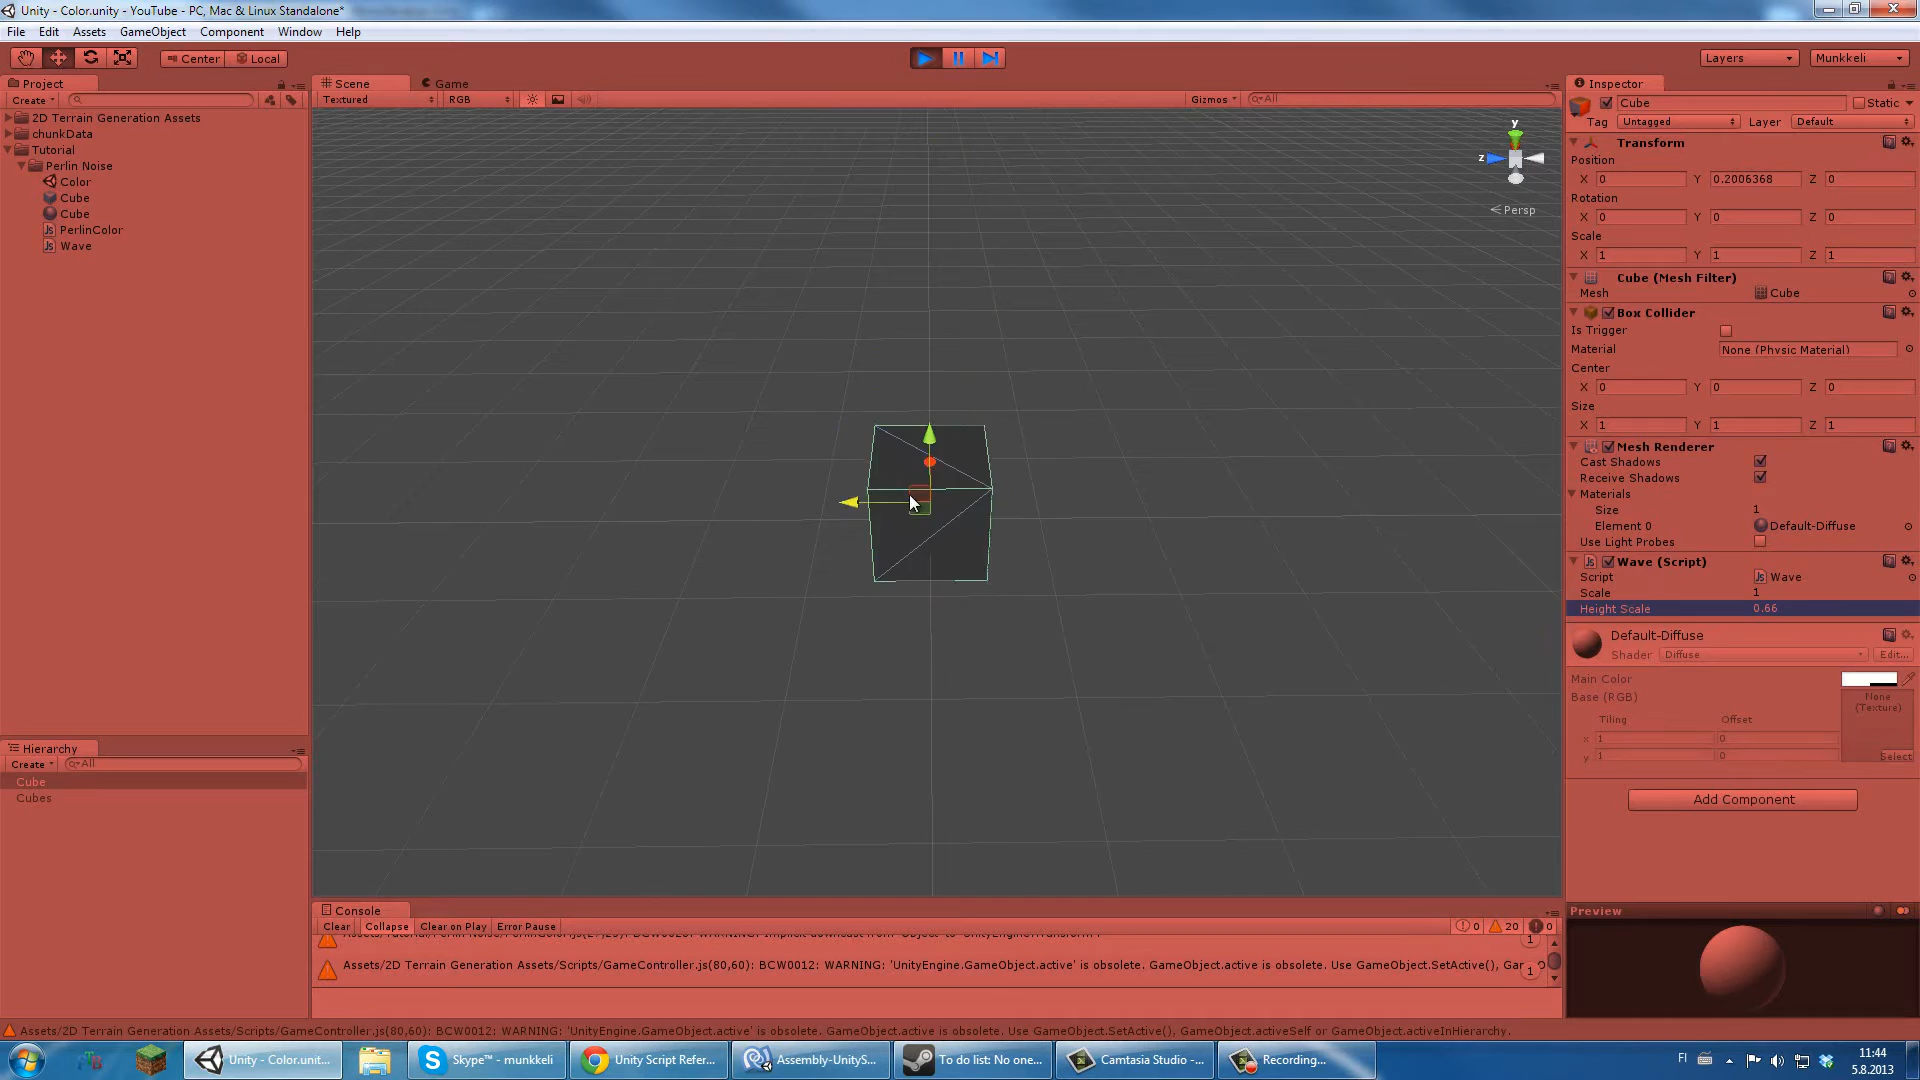 Unity - Color.unity - YouTube - PC, Mac & Linux Standalone*
File Edit Assets GameObject Component Window Help
Center Local
Layers Munkkeli
Project
Create
2D Terrain Generation Assets
chunkData
Tutorial
Perlin Noise
Color
Cube
Cube
PerlinColor
Wave
Hierarchy
Create All
Cube
Cubes
Scene Game
Textured RGB Gizmos All
y
z
Persp
Console
Clear Collapse Clear on Play Error Pause 0 20 0
1
Assets/2D Terrain Generation Assets/Scripts/GameController.js(80,60): BCW0012: WARNING: 'UnityEngine.GameObject.active' is obsolete. GameObject.active is obsolete. Use GameObject.SetActive(), 1
Inspector
Cube Static
Tag Untagged Layer Default
Transform
Position
X 0 Y 0.2006368 Z 0
Rotation
X 0 Y 0 Z 0
Scale
X 1 Y 1 Z 1
Cube (Mesh Filter)
Mesh Cube
Box Collider
Is Trigger
Material None (Physic Material)
Center
X 0 Y 0 Z 0
Size
X 1 Y 1 Z 1
Mesh Renderer
Cast Shadows
Receive Shadows
Materials
Size 1
Element 0 Default-Diffuse
Use Light Probes
Wave (Script)
Script Wave
Scale 1
Height Scale 0.66
Default-Diffuse
Shader Diffuse Edit...
Main Color
Base (RGB) None
(Texture)
Tiling Offset
x 1 0
y 1 0 Select
Add Component
Preview
Assets/2D Terrain Generation Assets/Scripts/GameController.js(80,60): BCW0012: WARNING: 'UnityEngine.GameObject.active' is obsolete. GameObject.active is obsolete. Use GameObject.SetActive(), GameObject.activeSelf or GameObject.activeInHierarchy.
Unity - Color.unit... Skype™ - munkkeli Unity Script Refer... Assembly-UnityS... To do list: No one... Camtasia Studio -... Recording... FI 11:44
5.8.2013